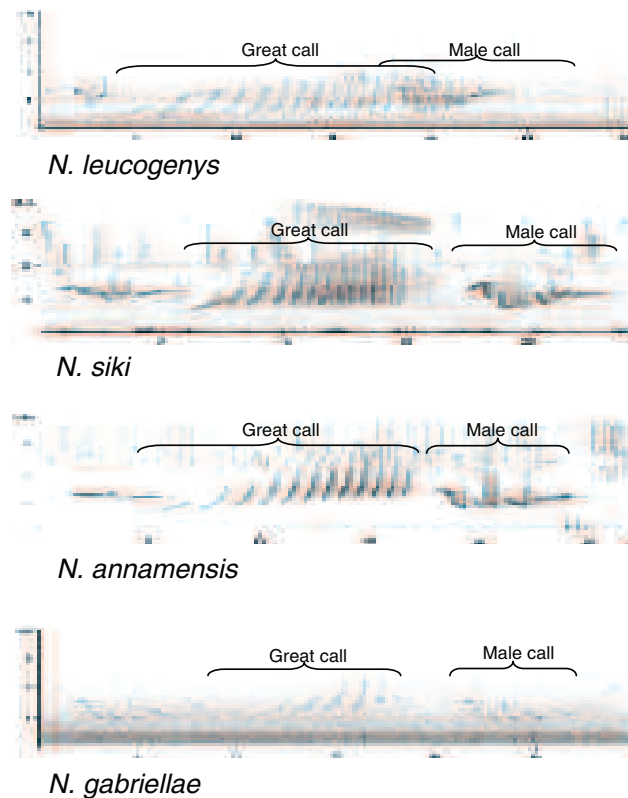 Great call
Male call
N. leucogenys
Great call
Male call
N. siki
Great call
Male call
N. annamensis
Great call
Male call
N. gabriellae